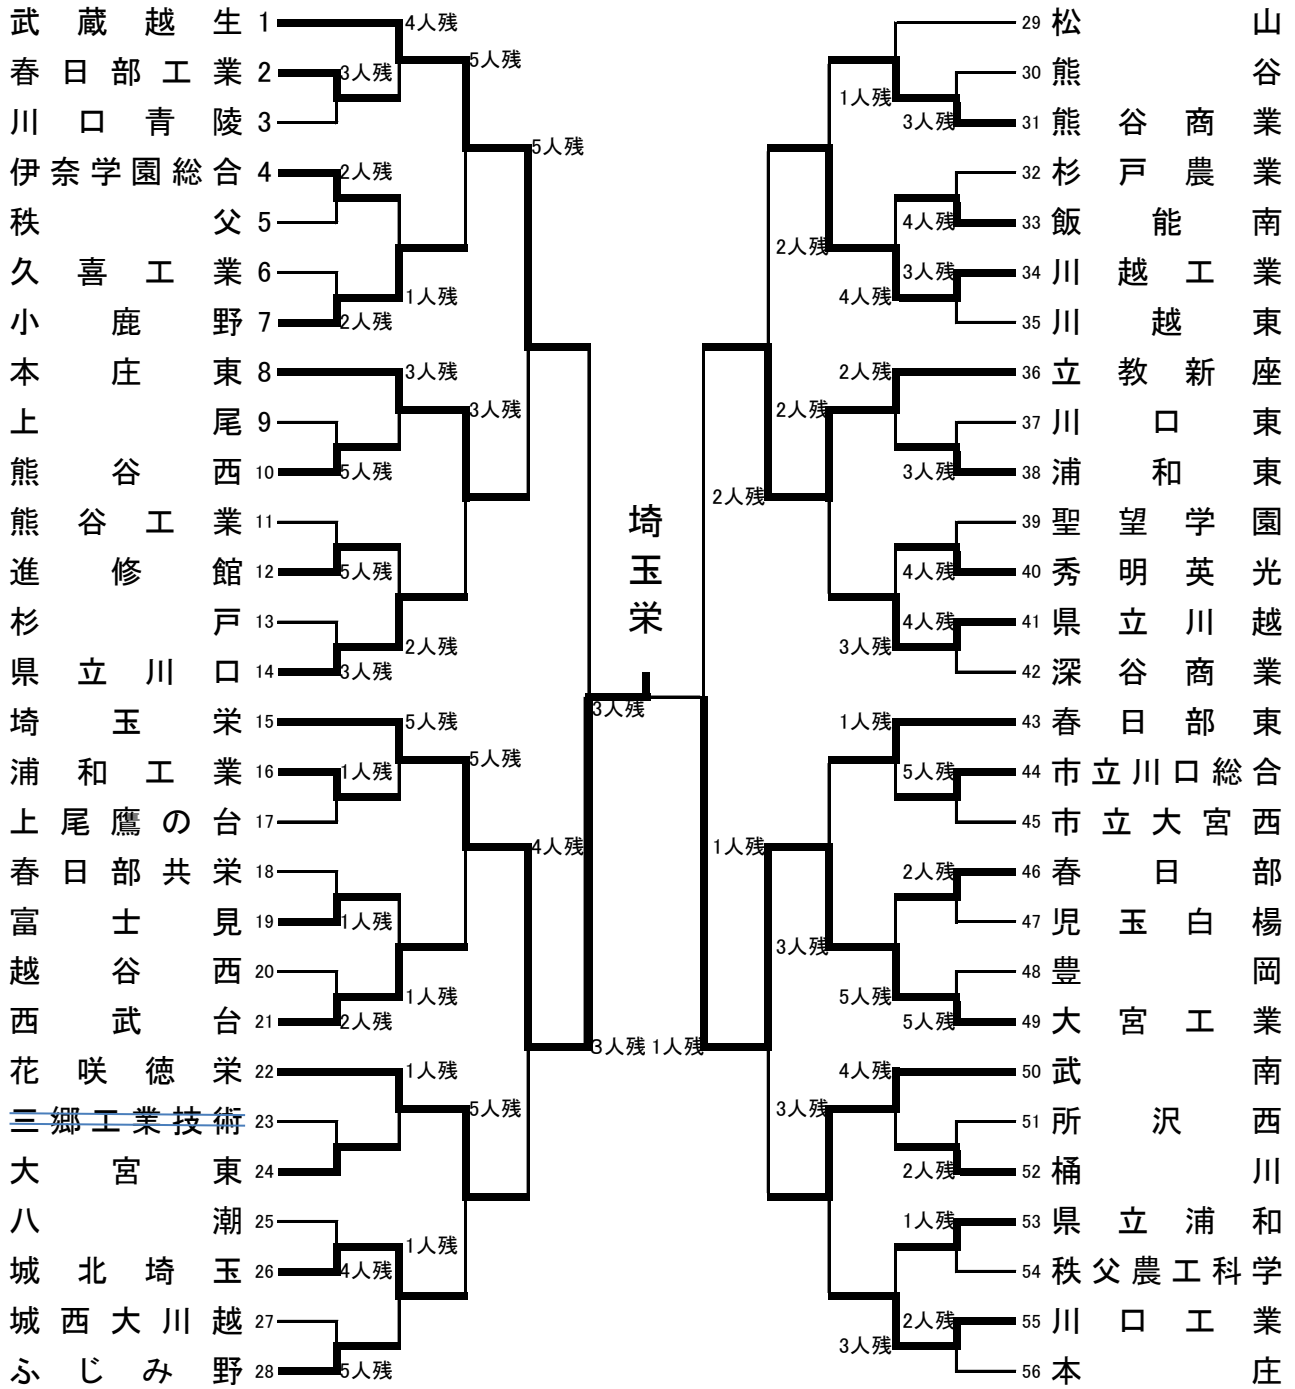 武蔵越生 1
春日部工業 2
川口青陵 3
伊奈学園総合 4
秩父 5
久喜工業 6
小鹿野 7
本庄東 8
上尾 9
熊谷西 10
熊谷工業 11
進修館 12
杉戸 13
県立川口 14
埼玉栄 15
浦和工業 16
上尾鷹の台 17
春日部共栄 18
富士見 19
越谷西 20
西武台 21
花咲徳栄 22
三郷工業技術 23
大宮東 24
八潮 25
城北埼玉 26
城西大川越 27
ふじみ野 28
4人残
3人残
2人残
2人残
3人残
5人残
5人残
3人残
5人残
1人残
1人残
2人残
1人残
4人残
5人残
5人残
1人残
3人残
2人残
5人残
1人残
5人残
1人残
5人残
4人残
3人残
埼玉栄
3人残
1人残
2人残
1人残
2人残
2人残
3人残
3人残
1人残
4人残
2人残
3人残
1人残
5人残
4人残
3人残
3人残
4人残
3人残
3人残
4人残
4人残
5人残
2人残
5人残
2人残
1人残
2人残
29 松山
30 熊谷
31 熊谷商業
32 杉戸農業
33 飯能南
34 川越工業
35 川越東
36 立教新座
37 川口東
38 浦和東
39 聖望学園
40 秀明英光
41 県立川越
42 深谷商業
43 春日部東
44 市立川口総合
45 市立大宮西
46 春日部
47 児玉白楊
48 豊岡
49 大宮工業
50 武南
51 所沢西
52 桶川
53 県立浦和
54 秩父農工科学
55 川口工業
56 本庄